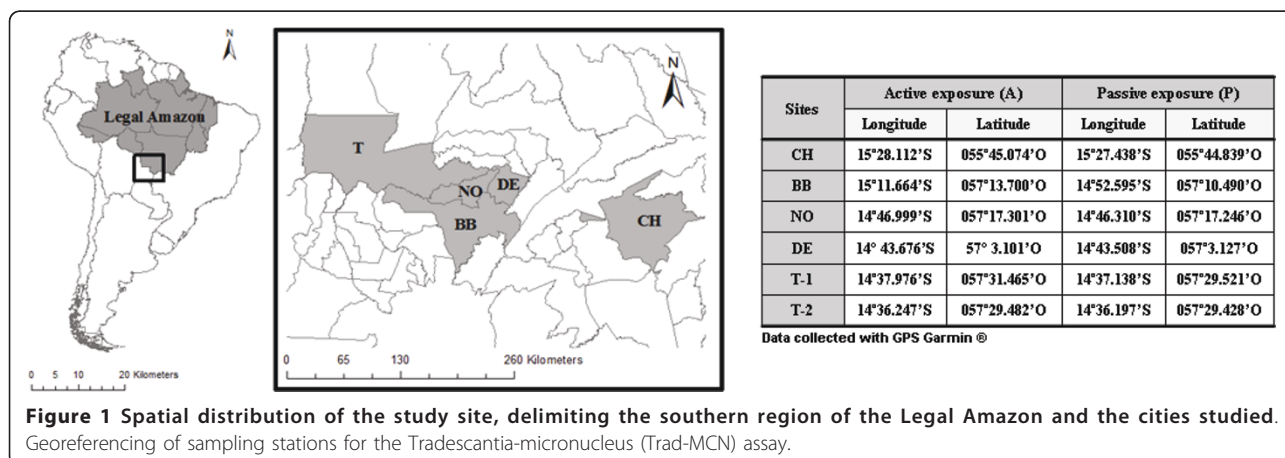 N
Legal Amazon
0 5 10 20 Kilometers
N
T
NO
DE
BB
CH
0 65 130 260 Kilometers
Sites Active exposure (A) Passive exposure (P)
Longitude Latitude Longitude Latitude
CH 15°28.112'S 055°45.074'O 15°27.438'S 055°44.839'O
BB 15°11.664'S 057°13.700'O 14°52.595'S 057°10.490'O
NO 14°46.999'S 057°17.301'O 14°46.310'S 057°17.246'O
DE 14° 43.676'S 57° 3.101'O 14°43.508'S 057°3.127'O
T-1 14°37.976'S 057°31.465'O 14°37.138'S 057°29.521'O
T-2 14°36.247'S 057°29.482'O 14°36.197'S 057°29.428'O
Data collected with GPS Garmin ®
Figure 1 Spatial distribution of the study site, delimiting the southern region of the Legal Amazon and the cities studied.
Georeferencing of sampling stations for the Tradescantia-micronucleus (Trad-MCN) assay.